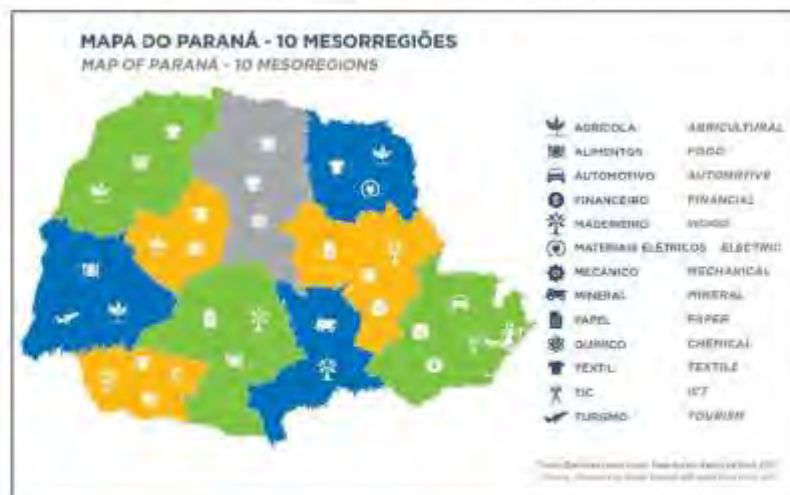 MAPA DO PARANÁ - 10 MESORREGIÕES
MAP OF PARANÁ - 10 MESOREGIONS
AGRÍCOLA AGRICULTURAL
ALIMENTOS FOOD
AUTOMOTIVO AUTOMOTIVE
FINANCEIRO FINANCIAL
MADEIREIRO WOOD
MATERIAIS ELÉTRICOS ELECTRIC
MECÂNICO MECHANICAL
MINERAL MINERAL
PAPEL PAPER
QUÍMICO CHEMICAL
TÊXTIL TEXTILE
TIC ICT
TURISMO TOURISM